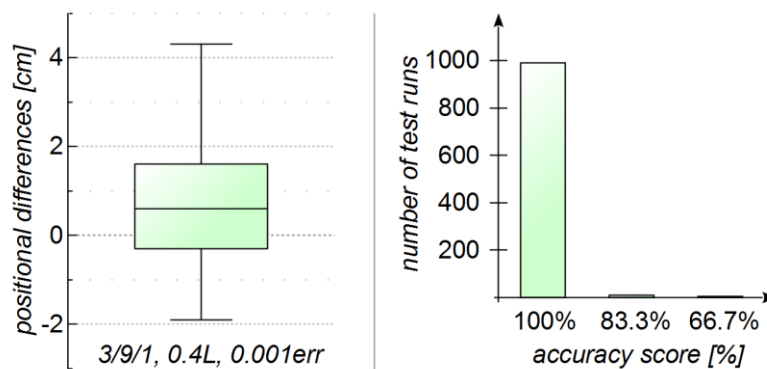 positional differences [cm]
4
2
0
-2
3/9/1, 0.4L, 0.001err
number of test runs
1000
800
600
400
200
100% 83.3% 66.7%
accuracy score [%]